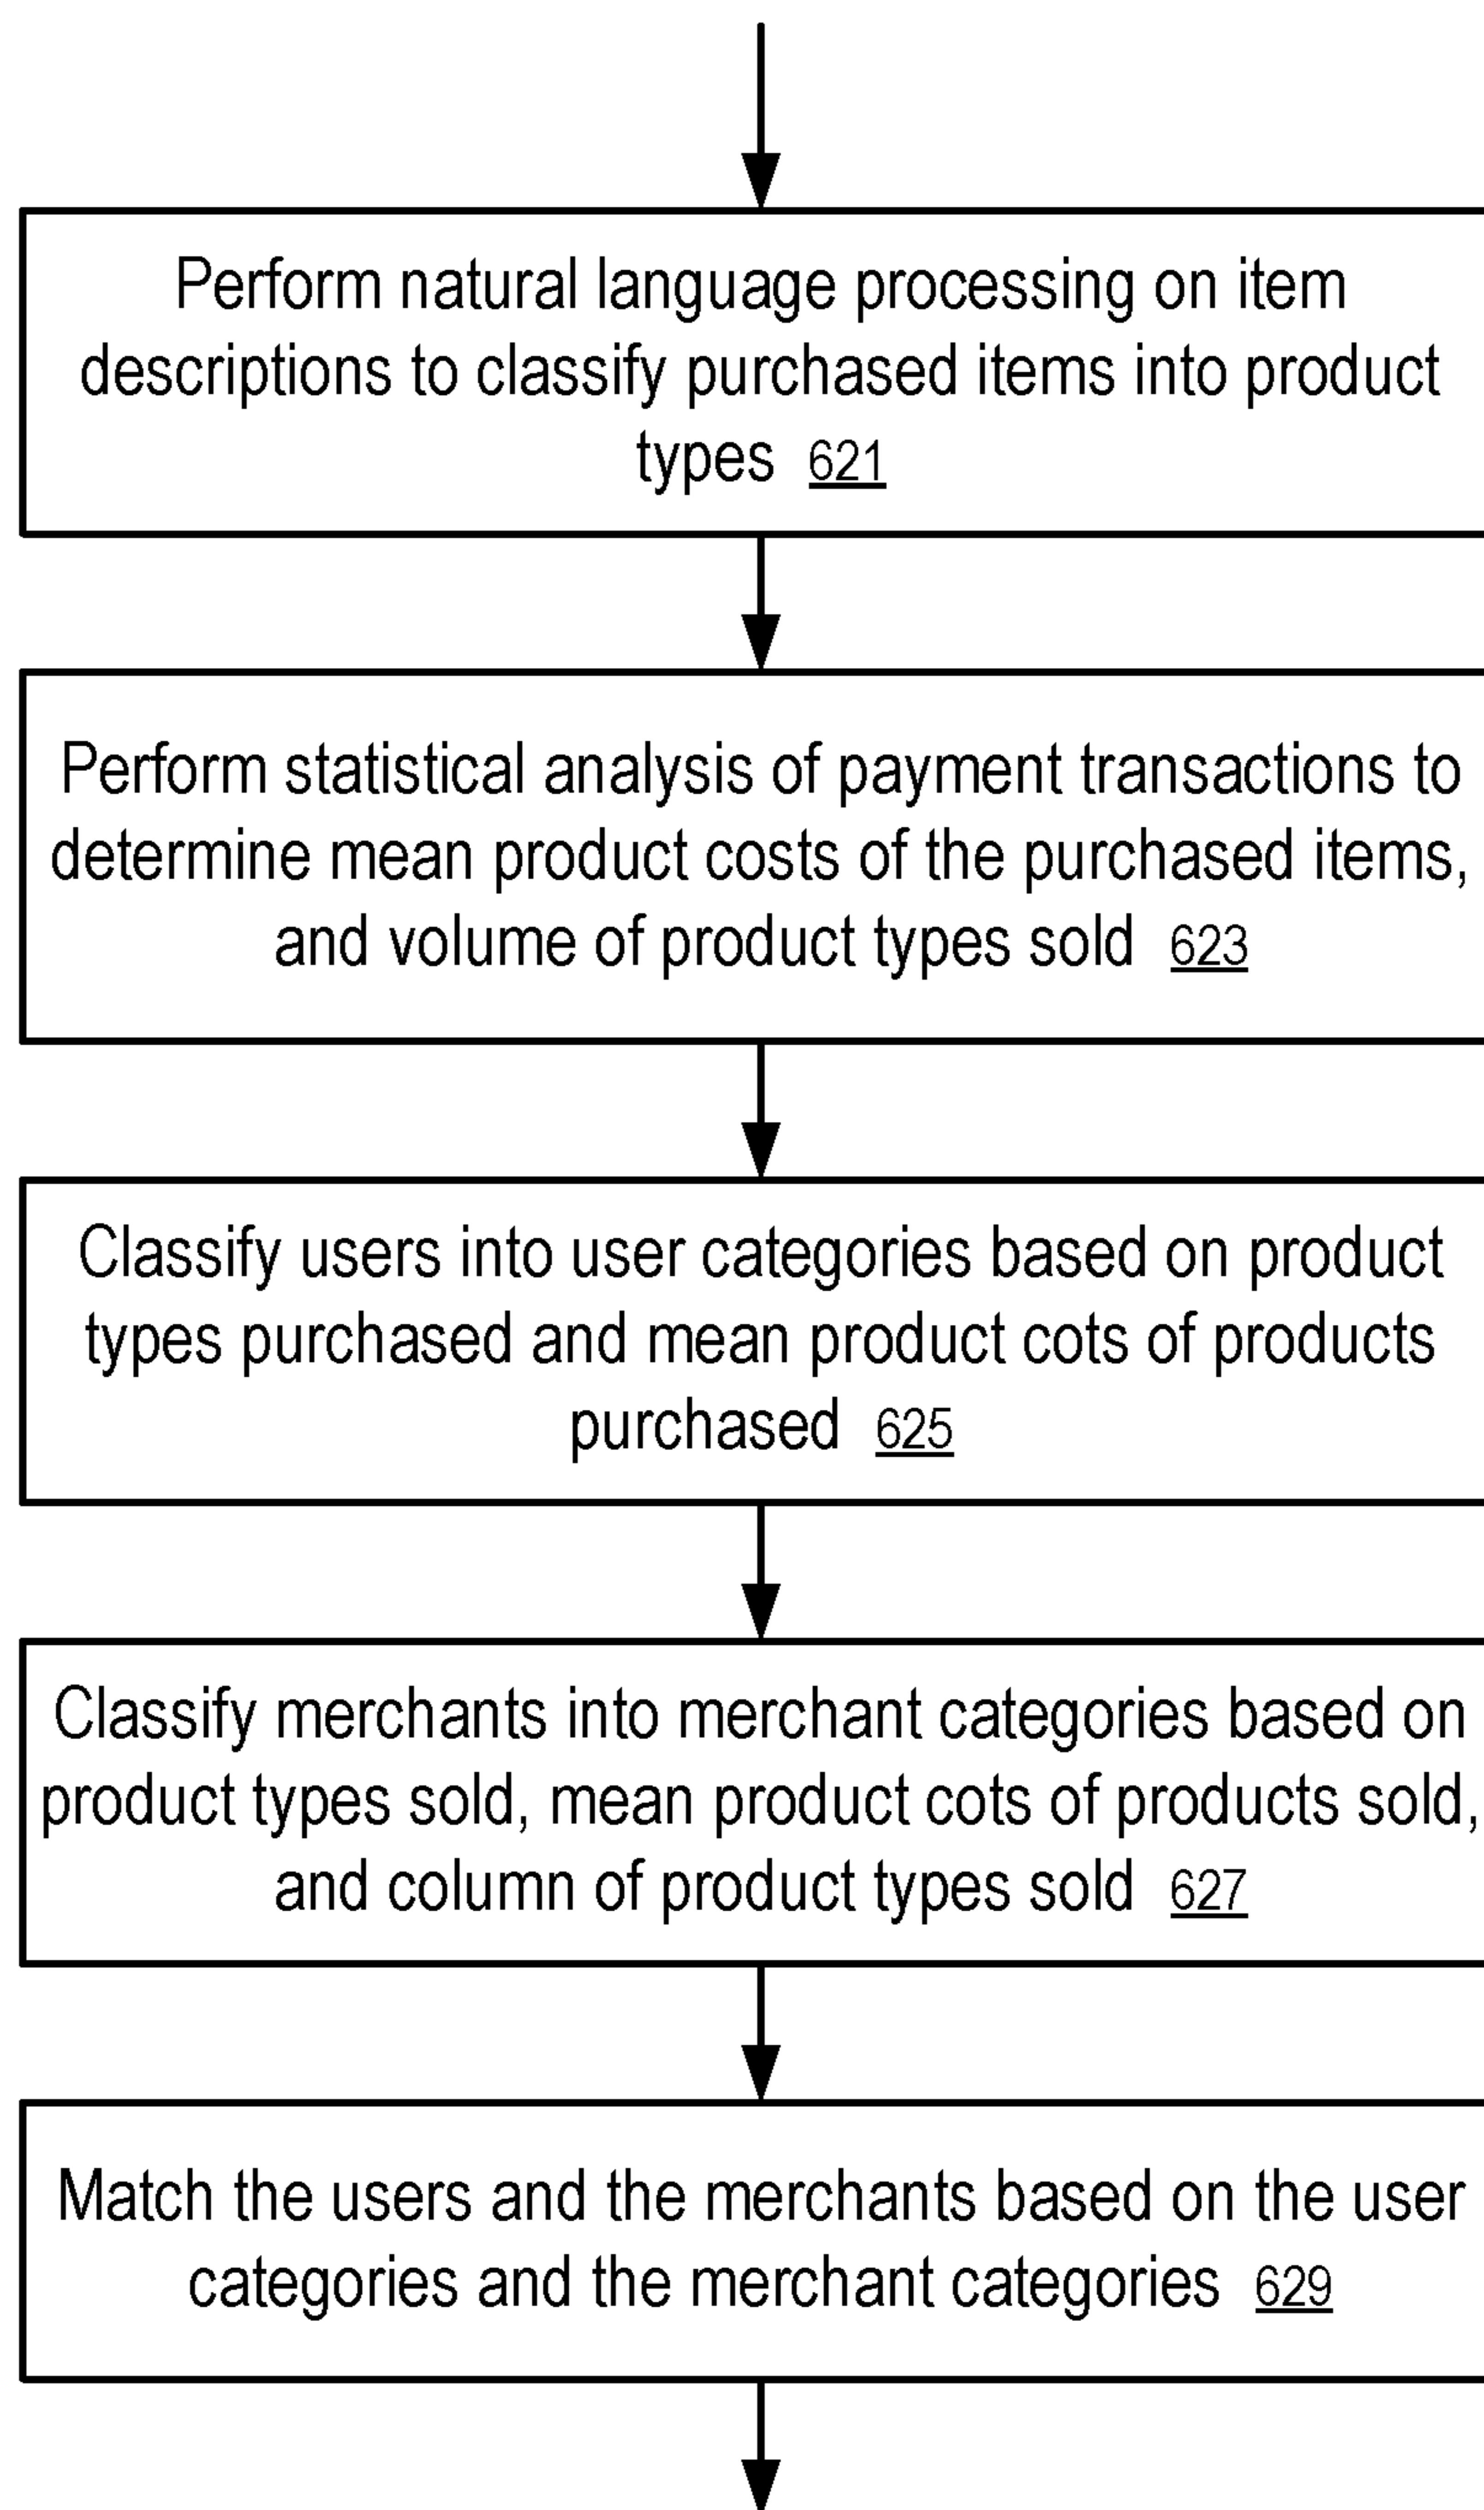 Perform natural language processing on item
descriptions to classify purchased items into product
types 621
Perform statistical analysis of payment transactions to
determine mean product costs of the purchased items,
and volume of product types sold 623
Classify users into user categories based on product
types purchased and mean product cots of products
purchased 625
Classify merchants into merchant categories based on
product types sold, mean product cots of products sold,
and column of product types sold 627
Match the users and the merchants based on the user
categories and the merchant categories 629